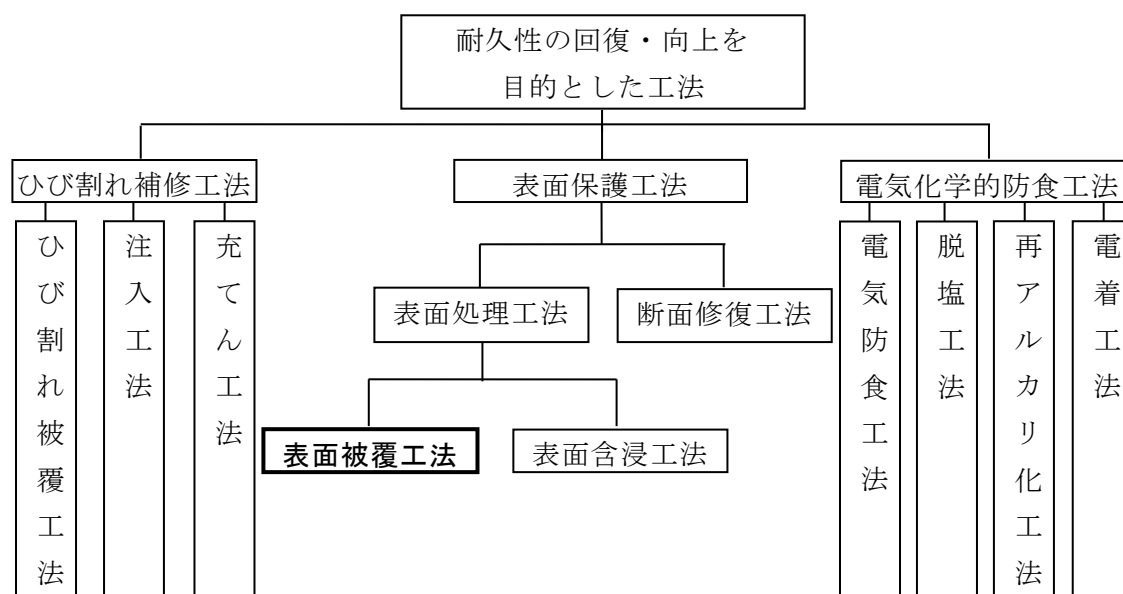 耐久性の回復・向上を
目的とした工法
ひび割れ補修工法
表面保護工法
電気化学的防食工法
ひび割れ被覆工法
注入工法
充てん工法
表面処理工法
断面修復工法
表面被覆工法
表面含浸工法
電気防食工法
脱塩工法
再アルカリ化工法
電着工法